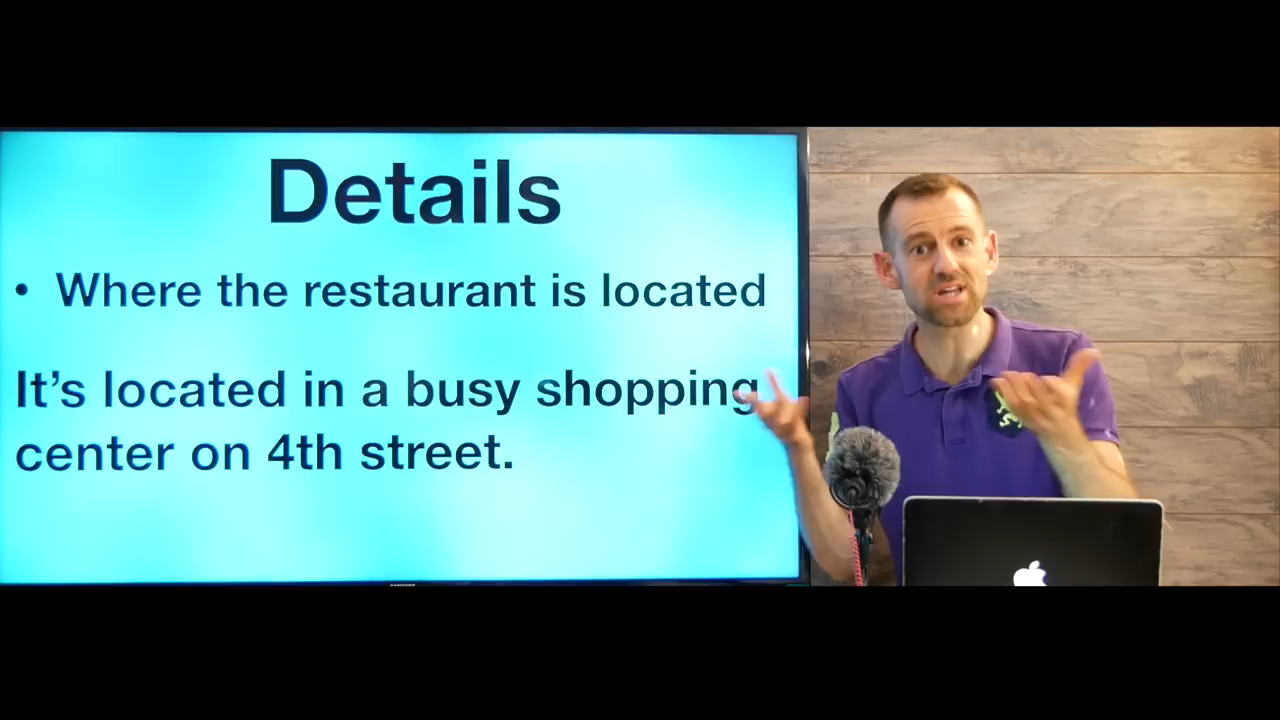 Details
• Where the restaurant is located
It's located in a busy shopping
center on 4th street.